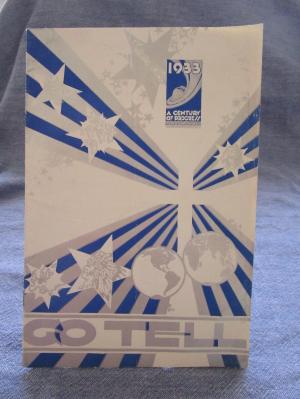 1933
A CENTURY
OF PROGRESS
GO TELL